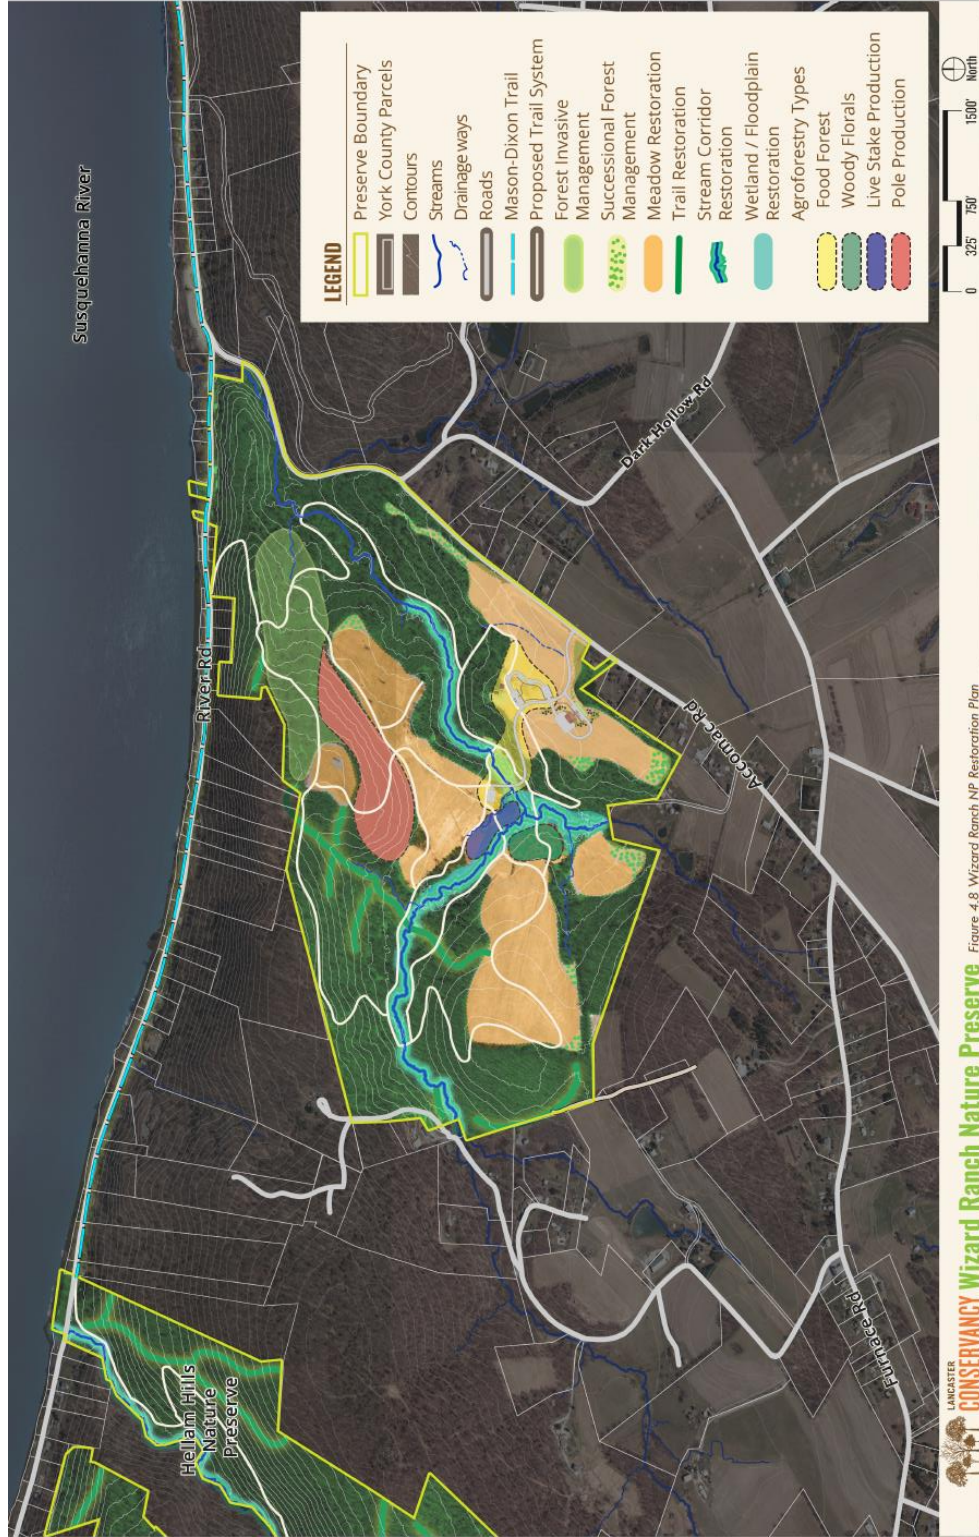 Susquehanna River
River Rd
Hellam Hills
Nature
Preserve
Dark Hollow Rd
Accomac Rd
Furnace Rd
LEGEND
Preserve Boundary
York County Parcels
Contours
Streams
Drainageways
Roads
Mason-Dixon Trail
Proposed Trail System
Forest Invasive
Management
Successional Forest
Management
Meadow Restoration
Trail Restoration
Stream Corridor
Restoration
Wetland / Floodplain
Restoration
Agroforestry Types
Food Forest
Woody Florals
Live Stake Production
Pole Production
LANCASTER
CONSERVANCY Wizard Ranch Nature Preserve Figure 4.8 Wizard Ranch NP Restoration Plan
0 325' 750' 1500' North